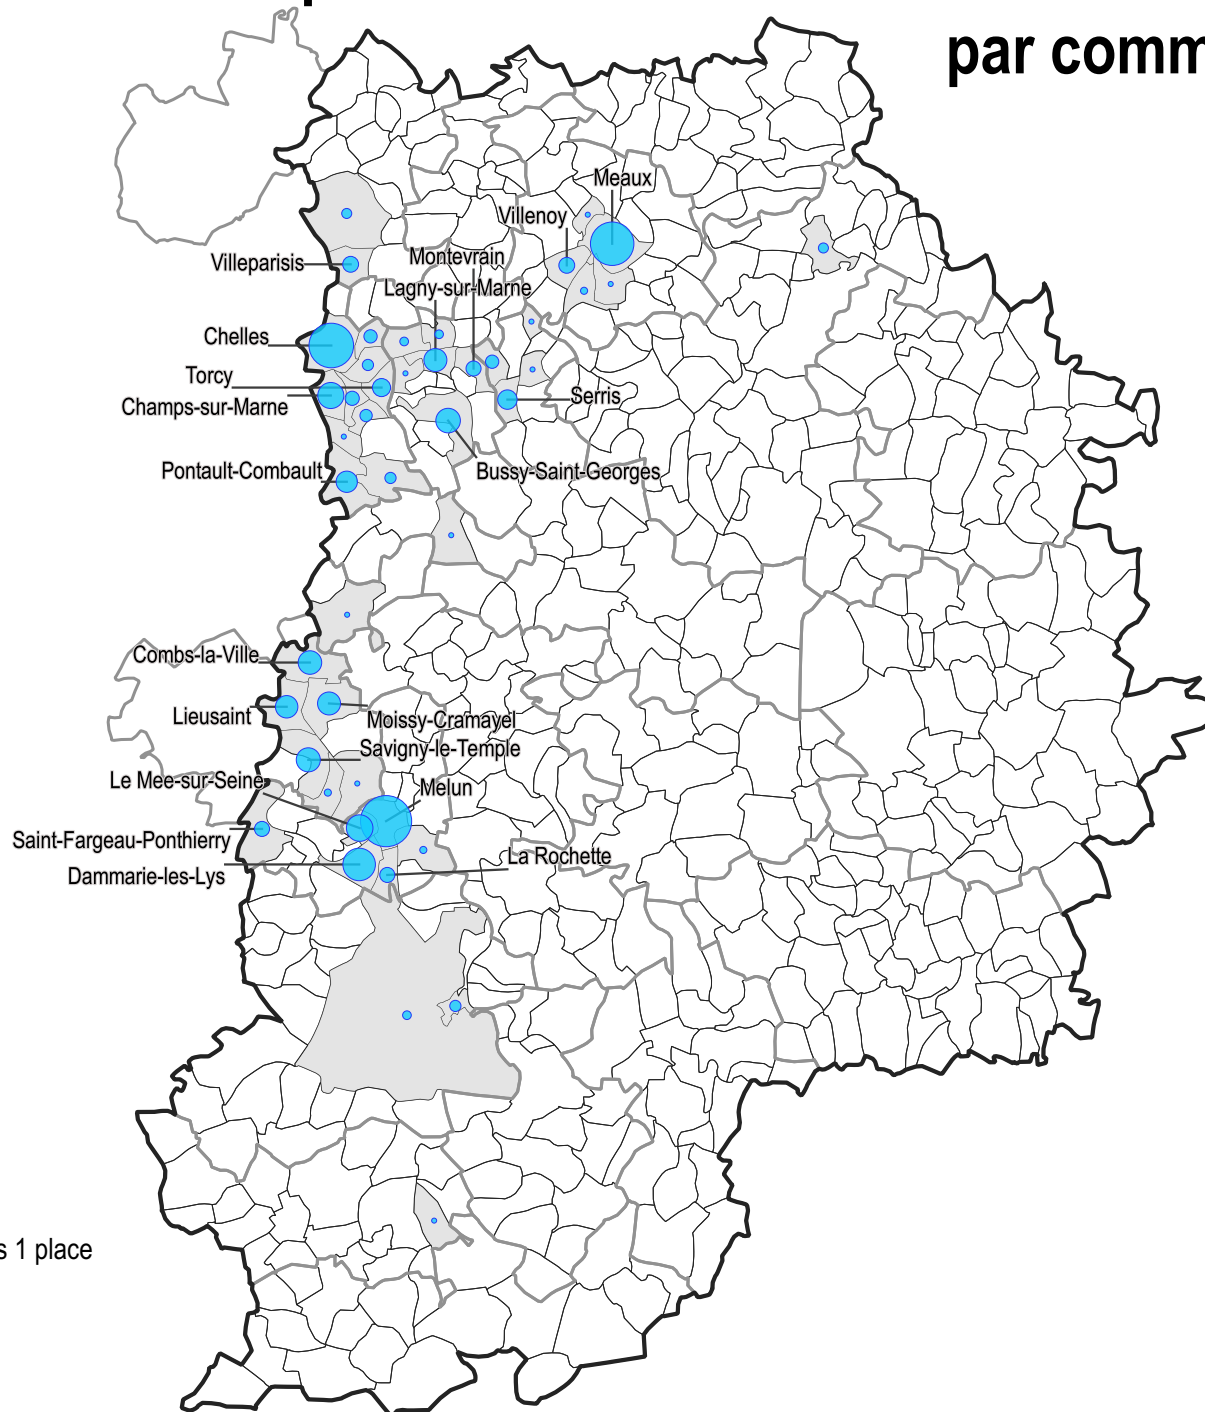 par comm
Meaux
Villenoy
Montevrain
Villeparisis
Lagny-sur-Marne
Chelles
Torcy
Serris
Champs-sur-Marne
Pontault-Combault
Bussy-Saint-Georges
Combs-la-Ville
Lieusaint
Moissy-Cramayel
Savigny-le-Temple
Le Mee-sur-Seine
Melun
Saint-Fargeau-Ponthierry
La Rochette
Dammarie-les-Lys
s 1 place